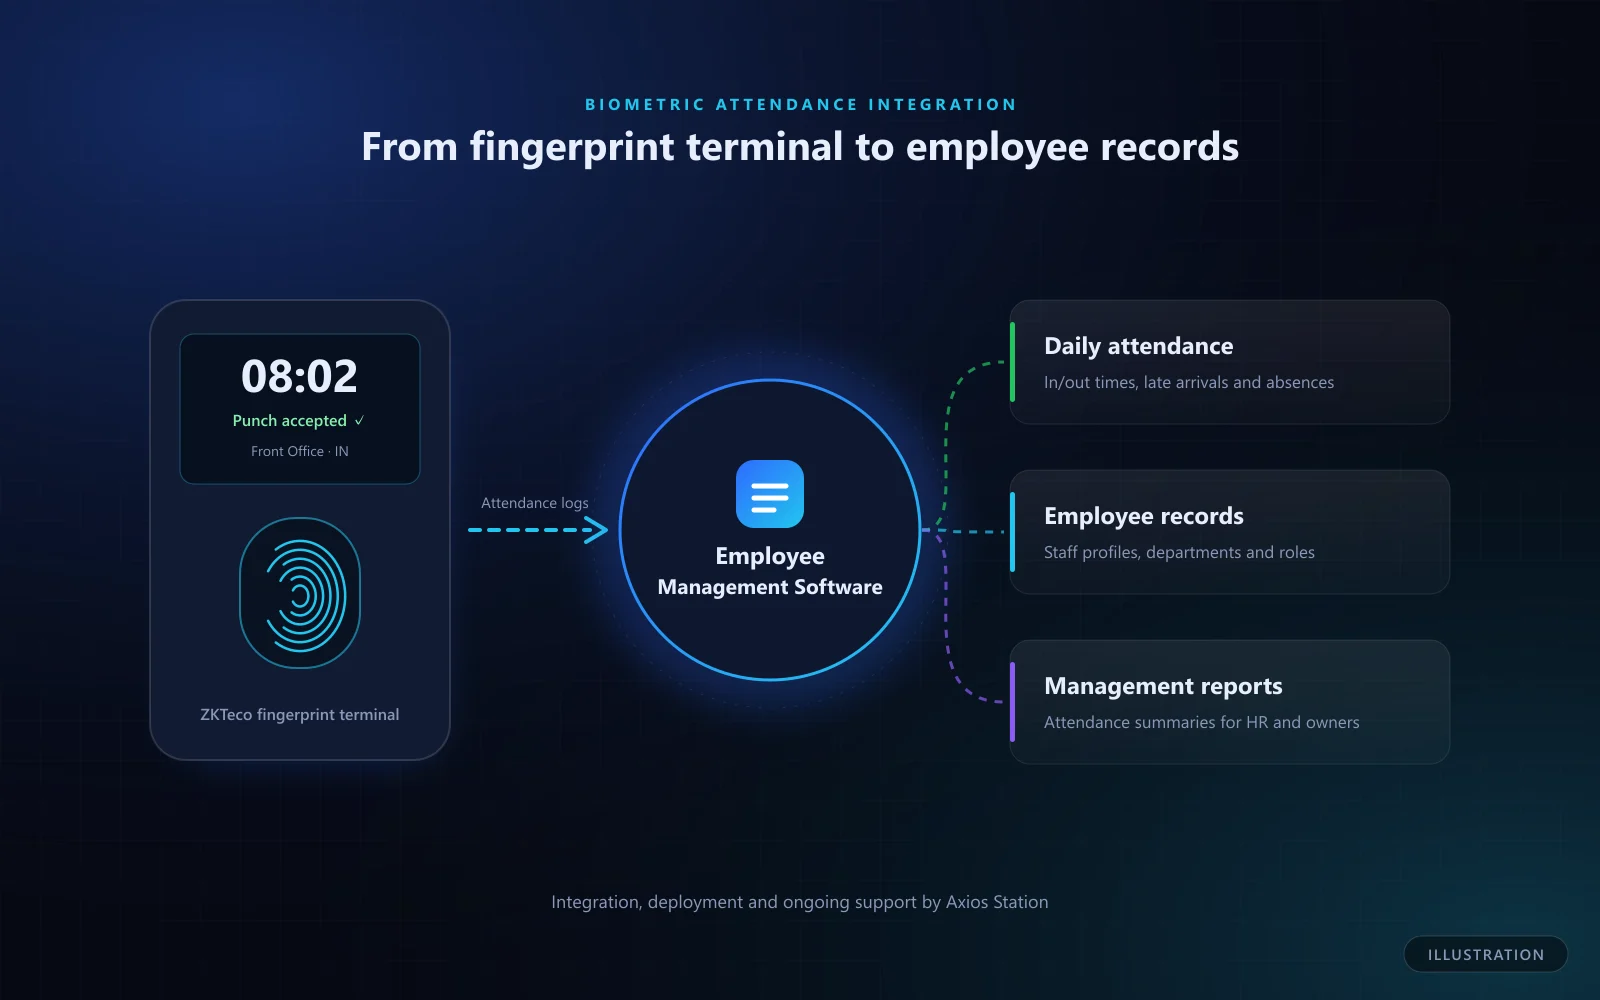 BIOMETRIC ATTENDANCE INTEGRATION
From fingerprint terminal to employee records
08:02
Punch accepted ✓
Front Office · IN
ZKTeco fingerprint terminal
Attendance logs
Employee
Management Software
Daily attendance
In/out times, late arrivals and absences
Employee records
Staff profiles, departments and roles
Management reports
Attendance summaries for HR and owners
Integration, deployment and ongoing support by Axios Station
ILLUSTRATION